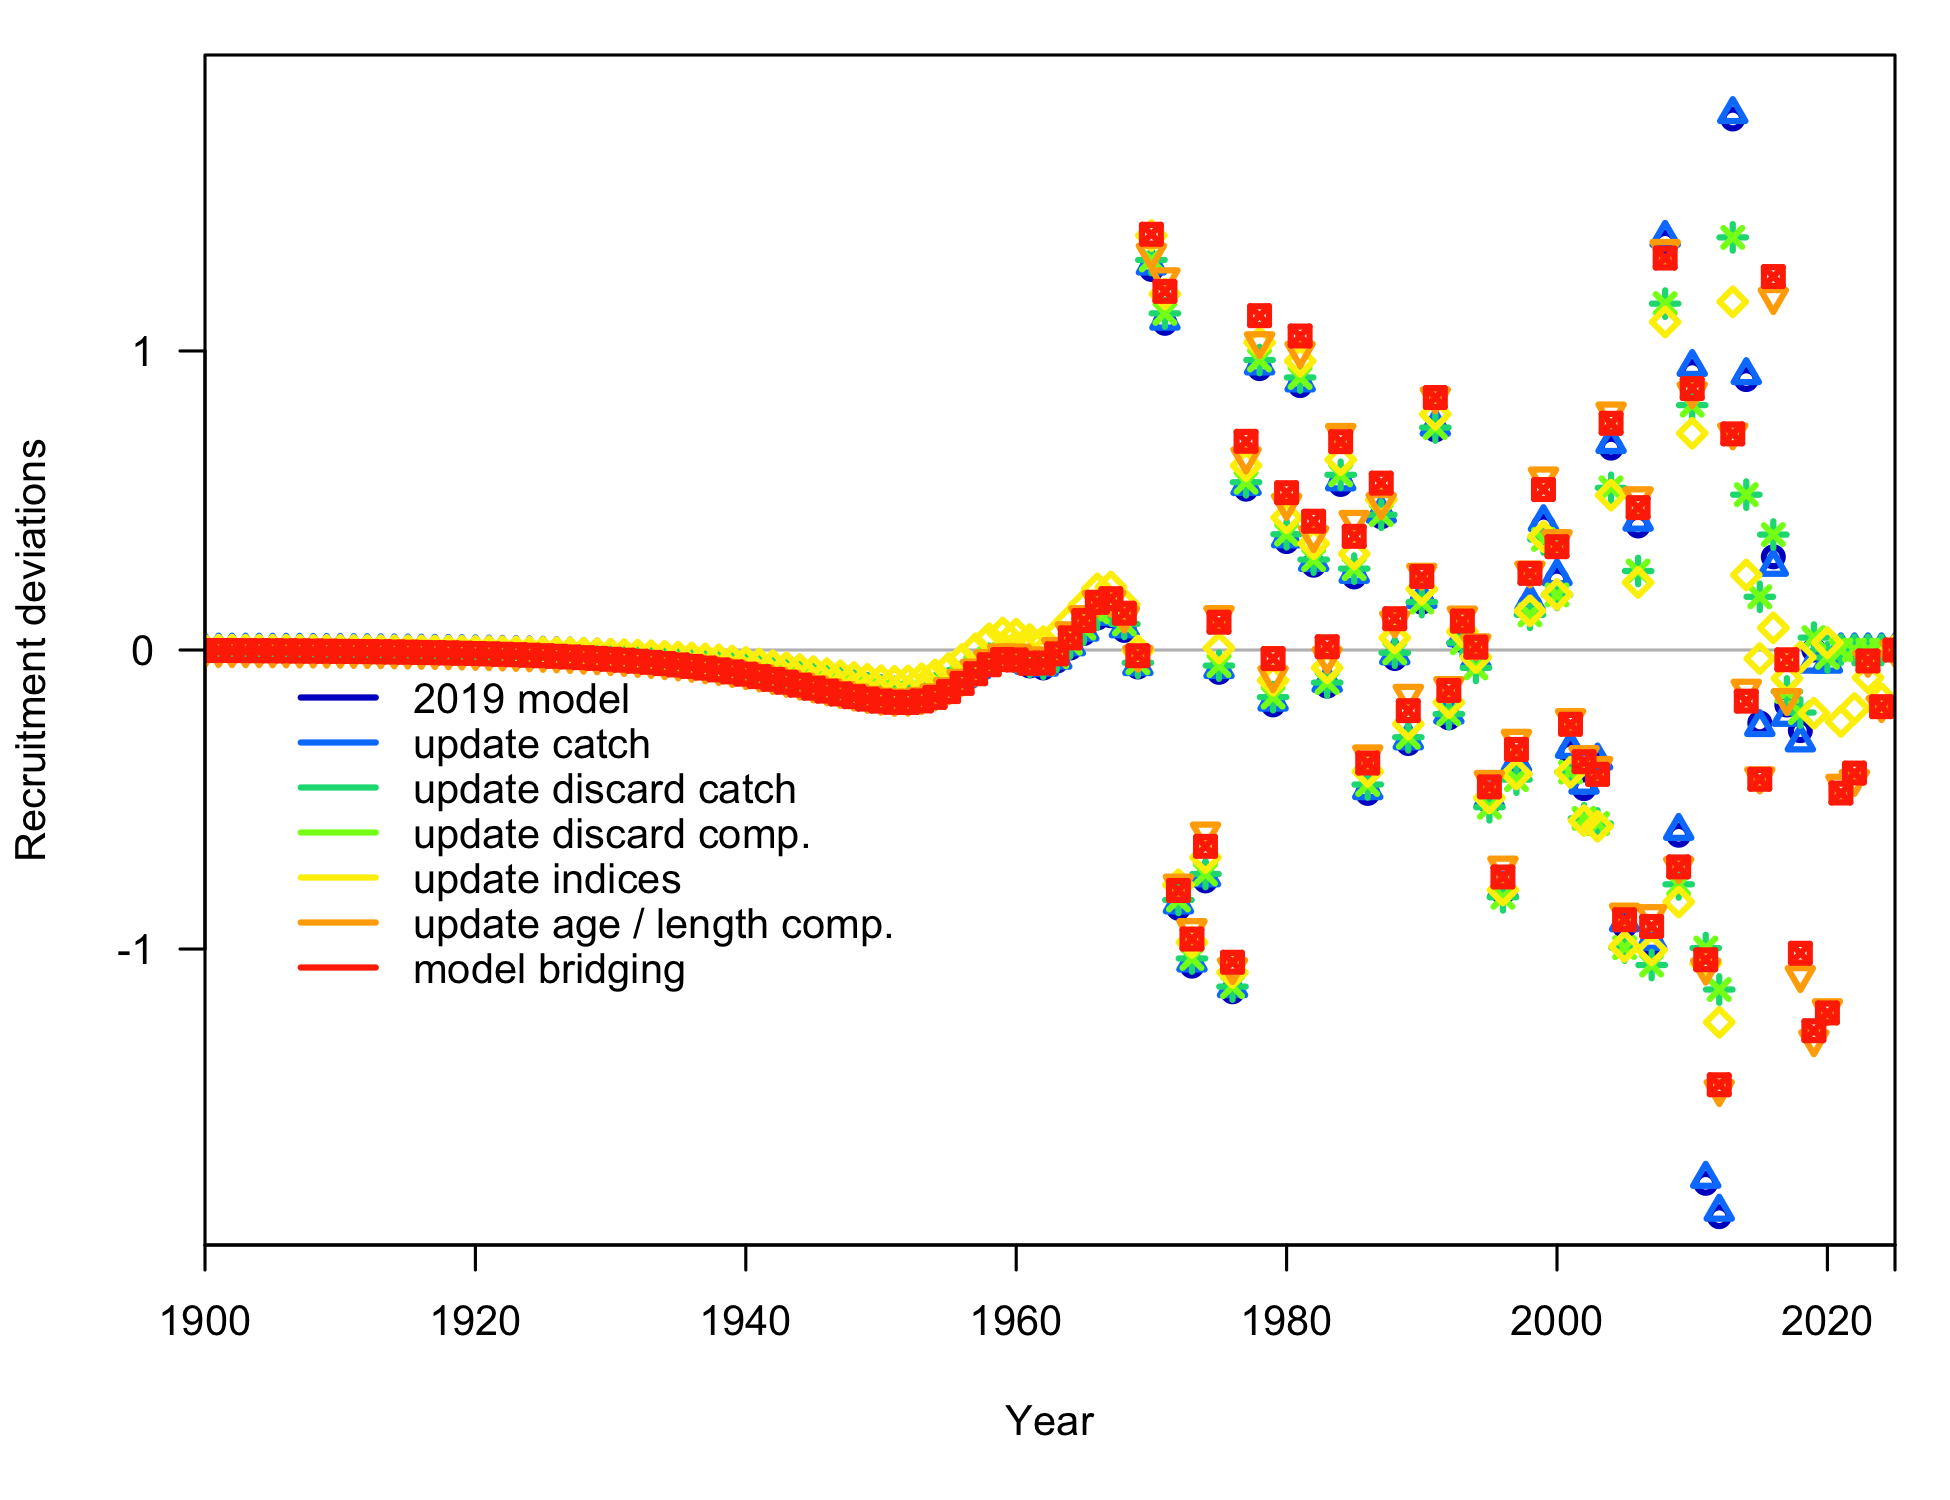 Recruitment deviations
1
0
-1
2019 model
update catch
update discard catch
update discard comp.
update indices
update age / length comp.
model bridging
1900 1920 1940 1960 1980 2000 2020
Year